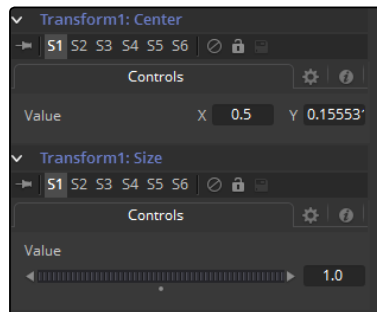 Transform1: Center
S1 S2 S3 S4 S5 S6
Controls
Value X 0.5 Y 0.15553
Transform1: Size
S1 S2 S3 S4 S5 S6
Controls
Value
1.0